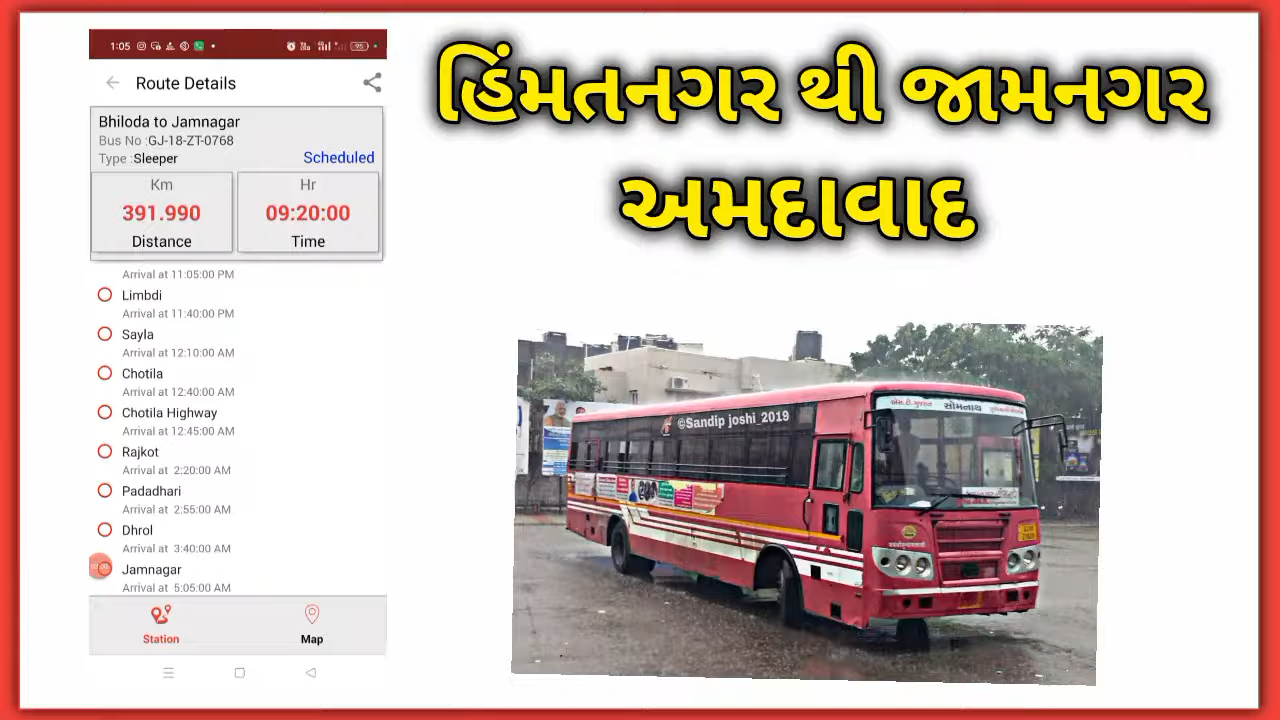 1:05
95
Route Details
Bhiloda to Jamnagar
Bus No :GJ-18-ZT-0768
Type :Sleeper
Scheduled
Km
391.990
Distance
Hr
09:20:00
Time
Arrival at 11:05:00 PM
Limbdi
Arrival at 11:40:00 PM
Sayla
Arrival at 12:10:00 AM
Chotila
Arrival at 12:40:00 AM
Chotila Highway
Arrival at 12:45:00 AM
Rajkot
Arrival at 2:20:00 AM
Padadhari
Arrival at 2:55:00 AM
Dhrol
Arrival at 3:40:00 AM
Jamnagar
Arrival at 5:05:00 AM
Station
Map
હિંમતનગર થી જામનગર
અમદાવાદ
©Sandip joshi_2019
સોમનાથ